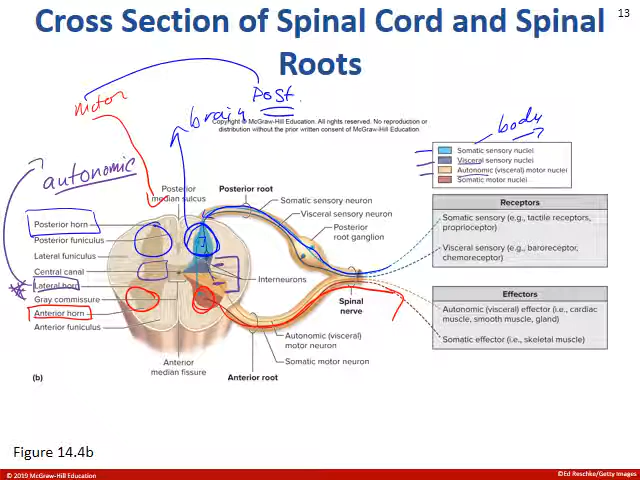 Cross Section of Spinal Cord and Spinal
Roots
13
motor
brain
Post.
body
autonomic
Copyright © McGraw-Hill Education. All rights reserved. No reproduction or
distribution without the prior written consent of McGraw-Hill Education
Somatic sensory nuclei
Visceral sensory nuclei
Autonomic (visceral) motor nuclei
Somatic motor nuclei
Posterior
median sulcus
Posterior root
Somatic sensory neuron
Visceral sensory neuron
Posterior
root ganglion
Posterior horn
Posterior funiculus
Lateral funiculus
Central canal
Lateral horn
Gray commissure
Anterior horn
Anterior funiculus
Interneurons
Spinal
nerve
Receptors
Somatic sensory (e.g., tactile receptors,
proprioceptor)
Visceral sensory (e.g., baroreceptor,
chemoreceptor)
Effectors
Autonomic (visceral) effector (i.e., cardiac
muscle, smooth muscle, gland)
Somatic effector (i.e., skeletal muscle)
Autonomic (visceral)
motor neuron
Somatic motor neuron
Anterior
median fissure
Anterior root
(b)
Figure 14.4b
© 2019 McGraw-Hill Education
©Ed Reschke/Getty Images